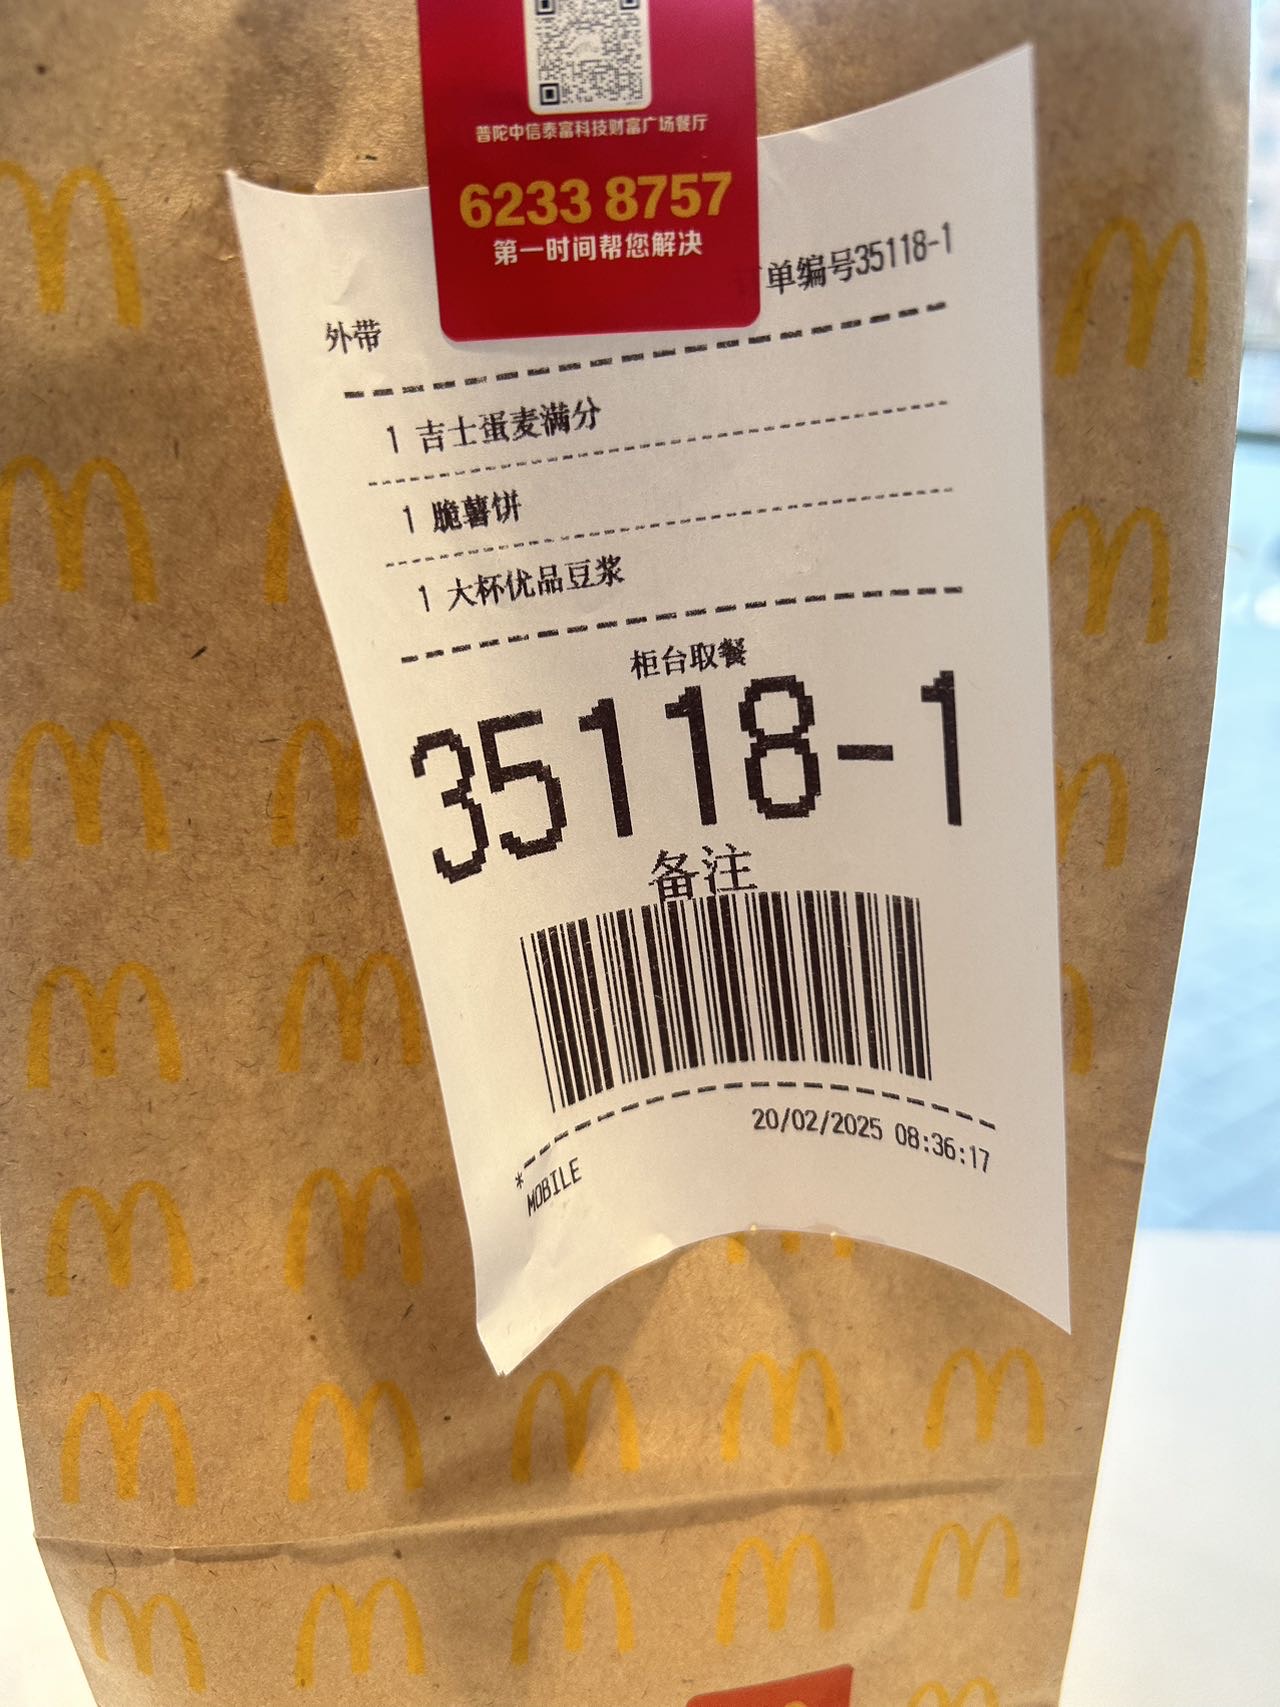 普陀中信泰富科技财富广场餐厅
6233 8757
第一时间帮您解决
单编号35118-1
外带
1 吉士蛋麦满分
1 脆薯饼
1 大杯优品豆浆
柜台取餐
35118-1
备注
20/02/2025 08:36:17
*
MOBILE